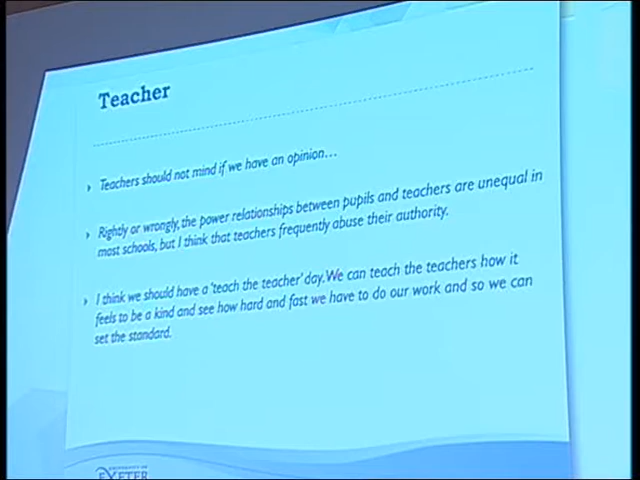 Teacher
Teachers should not mind if we have an opinion...
Rightly or wrongly, the power relationships between pupils and teachers are unequal in
most schools, but I think that teachers frequently abuse their authority.
I think we should have a 'teach the teacher' day. We can teach the teachers how it
feels to be a kind and see how hard and fast we have to do our work and so we can
set the standard.
UNIVERSITY OF
EXETER